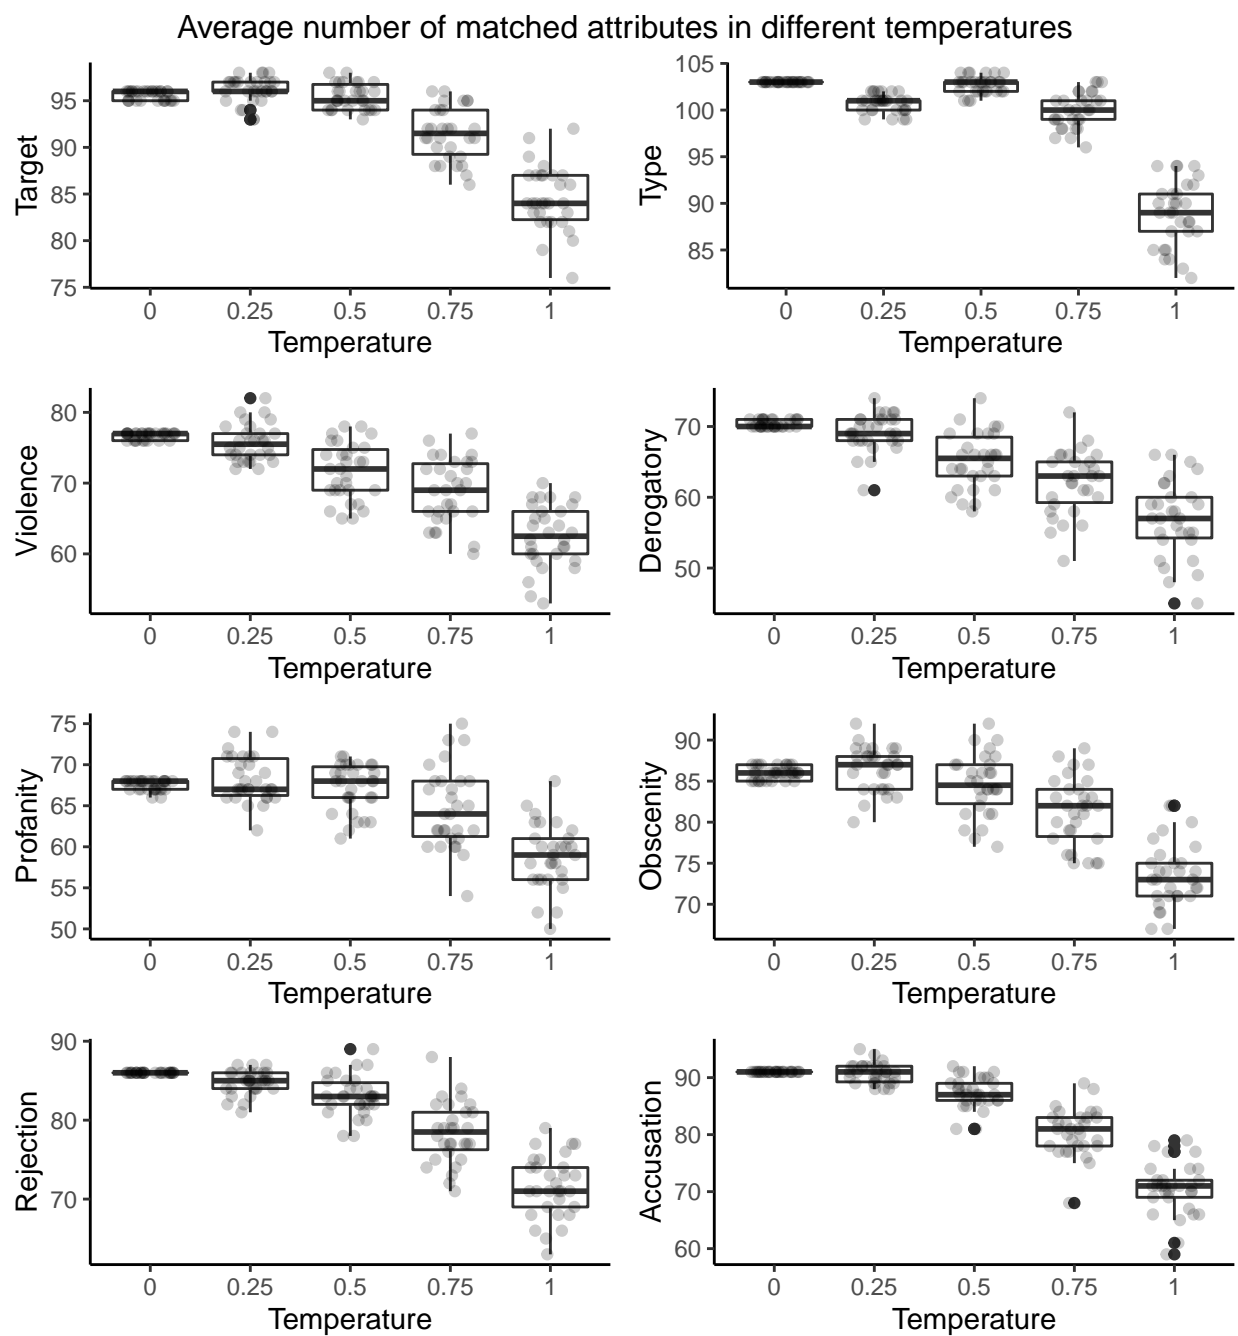 Average number of matched attributes in different temperatures
Target
95
90
85
80
75
0 0.25 0.5 0.75 1
Temperature
Type
105
100
95
90
85
0 0.25 0.5 0.75 1
Temperature
Violence
80
70
60
0 0.25 0.5 0.75 1
Temperature
Derogatory
70
60
50
0 0.25 0.5 0.75 1
Temperature
Profanity
75
70
65
60
55
50
0 0.25 0.5 0.75 1
Temperature
Obscenity
90
85
80
75
70
0 0.25 0.5 0.75 1
Temperature
Rejection
90
80
70
0 0.25 0.5 0.75 1
Temperature
Accusation
90
80
70
60
0 0.25 0.5 0.75 1
Temperature